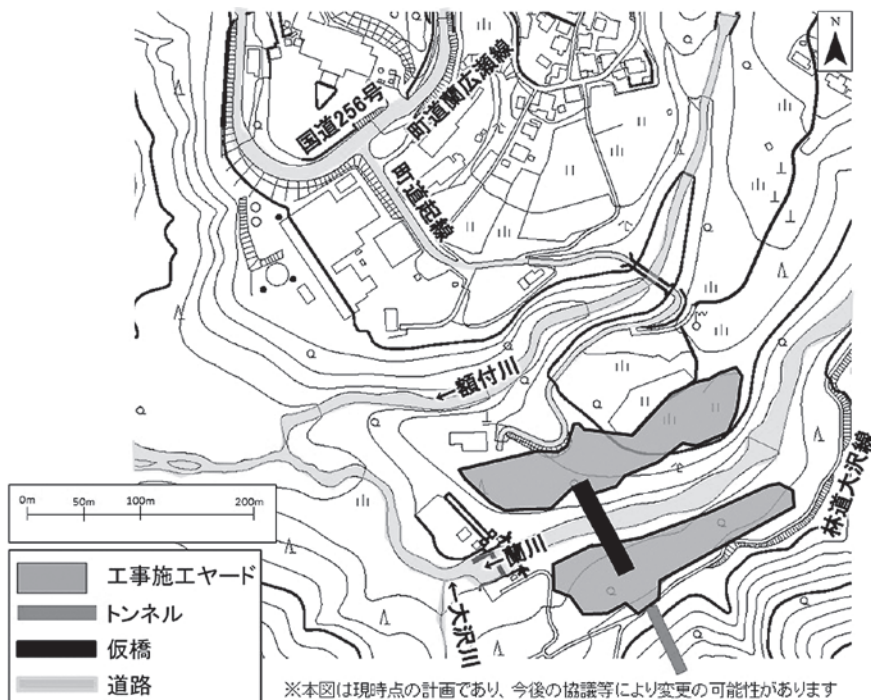 N
国道256号
町道蘭広瀬線
町道起線
←額付川
林道大沢線
←蘭川
←大沢川
0m 50m 100m 200m
工事施工ヤード
トンネル
仮橋
道路
※本図は現時点の計画であり、今後の協議等により変更の可能性があります